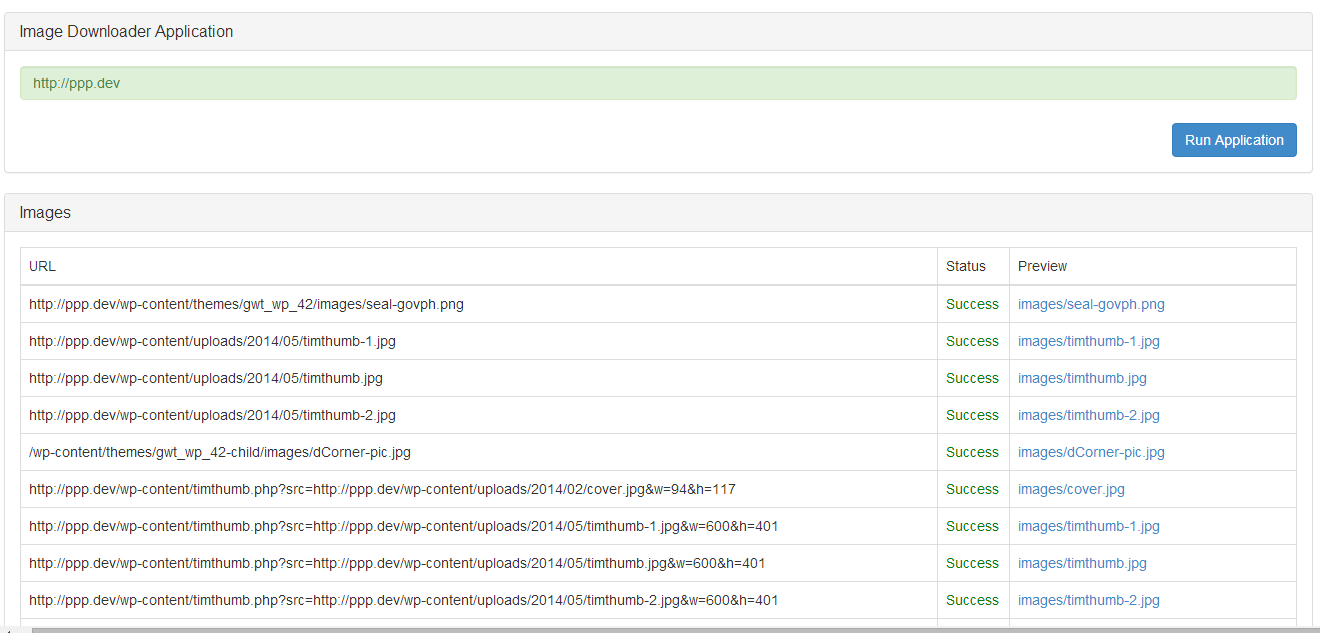 Image Downloader Application
http://ppp.dev
Run Application
Images
URL Status Preview
http://ppp.dev/wp-content/themes/gwt_wp_42/images/seal-govph.png Success images/seal-govph.png
http://ppp.dev/wp-content/uploads/2014/05/timthumb-1.jpg Success images/timthumb-1.jpg
http://ppp.dev/wp-content/uploads/2014/05/timthumb.jpg Success images/timthumb.jpg
http://ppp.dev/wp-content/uploads/2014/05/timthumb-2.jpg Success images/timthumb-2.jpg
/wp-content/themes/gwt_wp_42-child/images/dCorner-pic.jpg Success images/dCorner-pic.jpg
http://ppp.dev/wp-content/timthumb.php?src=http://ppp.dev/wp-content/uploads/2014/02/cover.jpg&w=94&h=117 Success images/cover.jpg
http://ppp.dev/wp-content/timthumb.php?src=http://ppp.dev/wp-content/uploads/2014/05/timthumb-1.jpg&w=600&h=401 Success images/timthumb-1.jpg
http://ppp.dev/wp-content/timthumb.php?src=http://ppp.dev/wp-content/uploads/2014/05/timthumb.jpg&w=600&h=401 Success images/timthumb.jpg
http://ppp.dev/wp-content/timthumb.php?src=http://ppp.dev/wp-content/uploads/2014/05/timthumb-2.jpg&w=600&h=401 Success images/timthumb-2.jpg